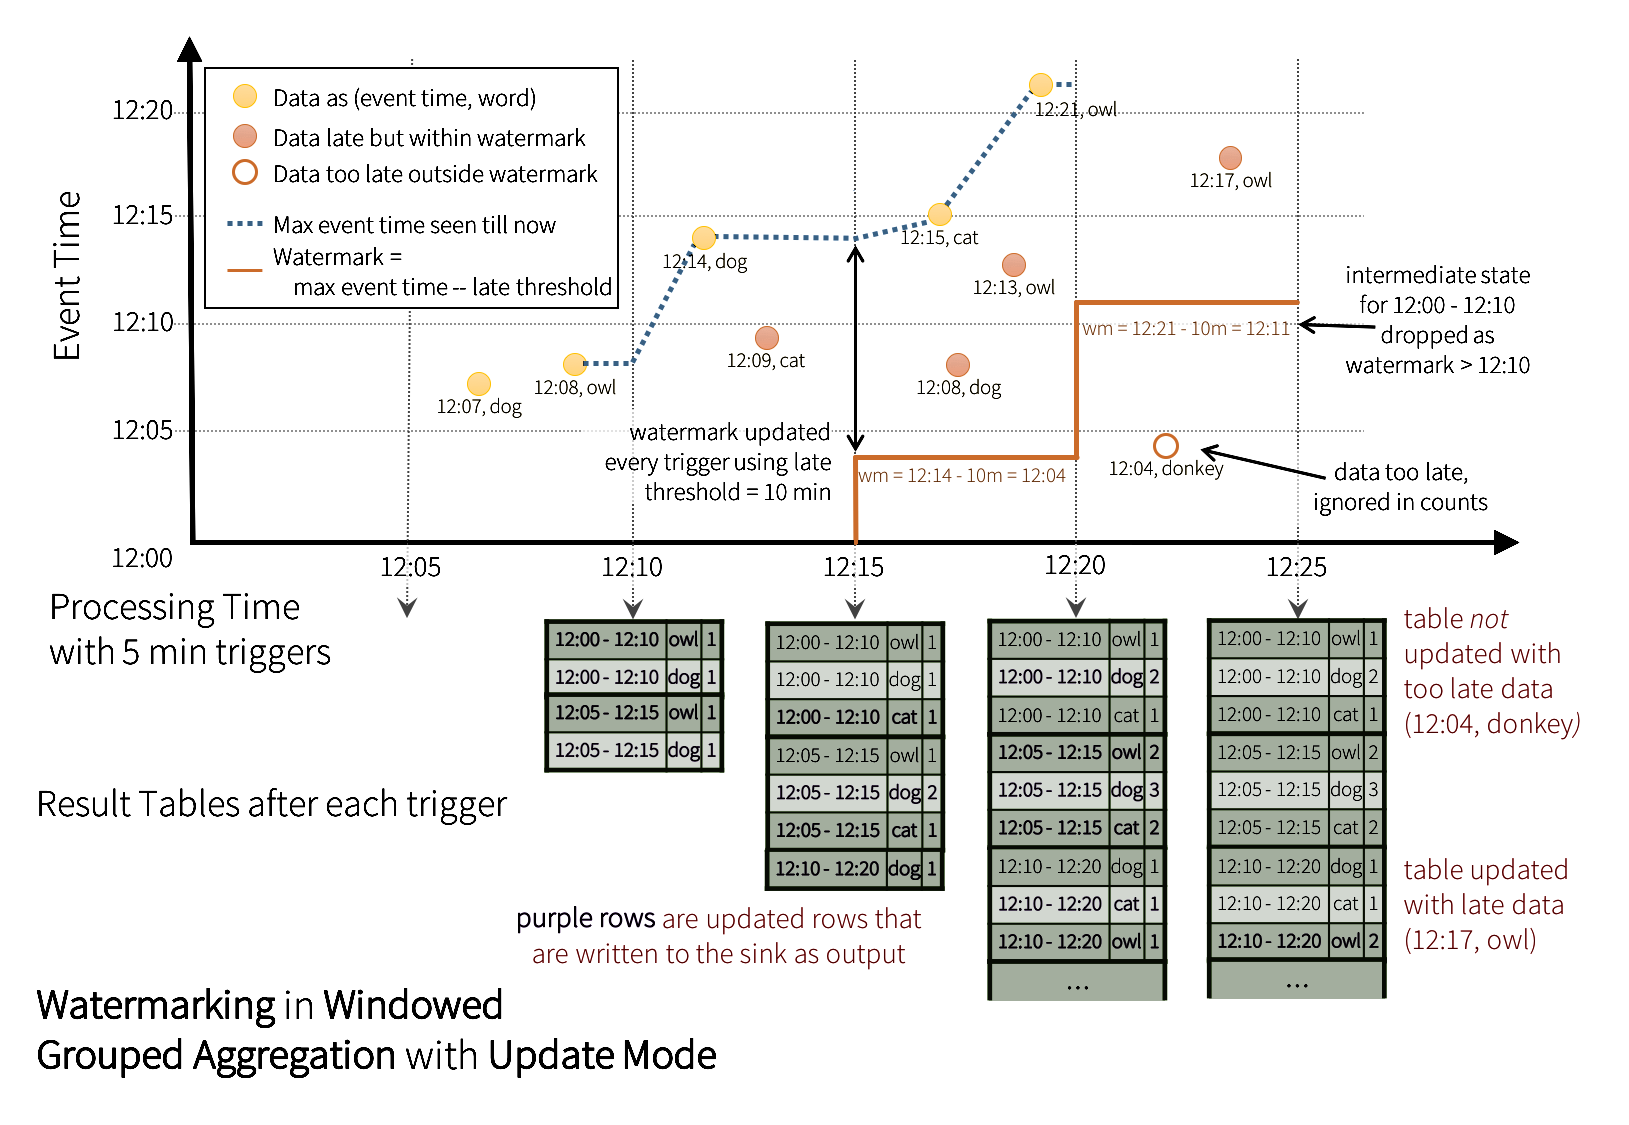 Data as (event time, word)
Data late but within watermark
Data too late outside watermark
Max event time seen till now
Watermark =
max event time -- late threshold
Event Time
12:20
12:15
12:10
12:05
12:00
12:07, dog
12:08, owl
12:14, dog
12:09, cat
12:15, cat
12:13, owl
12:08, dog
12:21, owl
12:17, owl
12:04, donkey
watermark updated
every trigger using late
threshold = 10 min
wm = 12:14 - 10m = 12:04
wm = 12:21 - 10m = 12:11
intermediate state
for 12:00 - 12:10
dropped as
watermark > 12:10
data too late,
ignored in counts
12:05
12:10
12:15
12:20
12:25
Processing Time
with 5 min triggers
Result Tables after each trigger
12:00 - 12:10 owl 1
12:00 - 12:10 dog 1
12:05 - 12:15 owl 1
12:05 - 12:15 dog 1
12:00 - 12:10 owl 1
12:00 - 12:10 dog 1
12:00 - 12:10 cat 1
12:05 - 12:15 owl 1
12:05 - 12:15 dog 2
12:05 - 12:15 cat 1
12:10 - 12:20 dog 1
12:00 - 12:10 owl 1
12:00 - 12:10 dog 2
12:00 - 12:10 cat 1
12:05 - 12:15 owl 2
12:05 - 12:15 dog 3
12:05 - 12:15 cat 2
12:10 - 12:20 dog 1
12:10 - 12:20 cat 1
12:10 - 12:20 owl 1
...
12:00 - 12:10 owl 1
12:00 - 12:10 dog 2
12:00 - 12:10 cat 1
12:05 - 12:15 owl 2
12:05 - 12:15 dog 3
12:05 - 12:15 cat 2
12:10 - 12:20 dog 1
12:10 - 12:20 cat 1
12:10 - 12:20 owl 2
...
table not
updated with
too late data
(12:04, donkey)
table updated
with late data
(12:17, owl)
purple rows are updated rows that
are written to the sink as output
Watermarking in Windowed
Grouped Aggregation with Update Mode